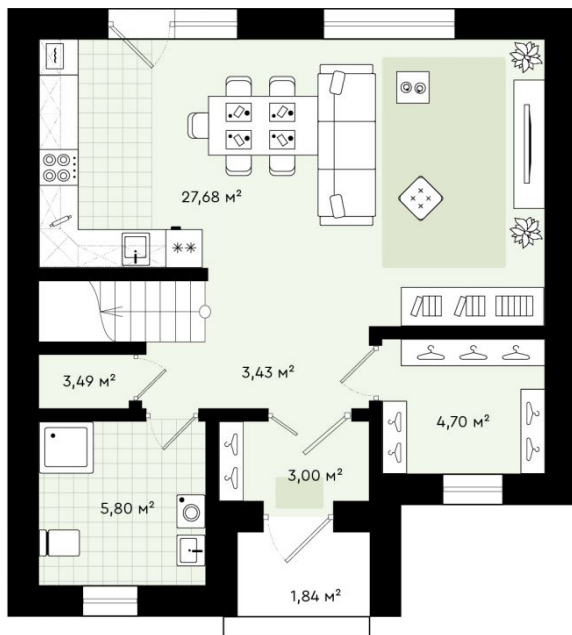 27,68 м²
3,43 м²
3,49 м²
4,70 м²
3,00 м²
5,80 м²
1,84 м²